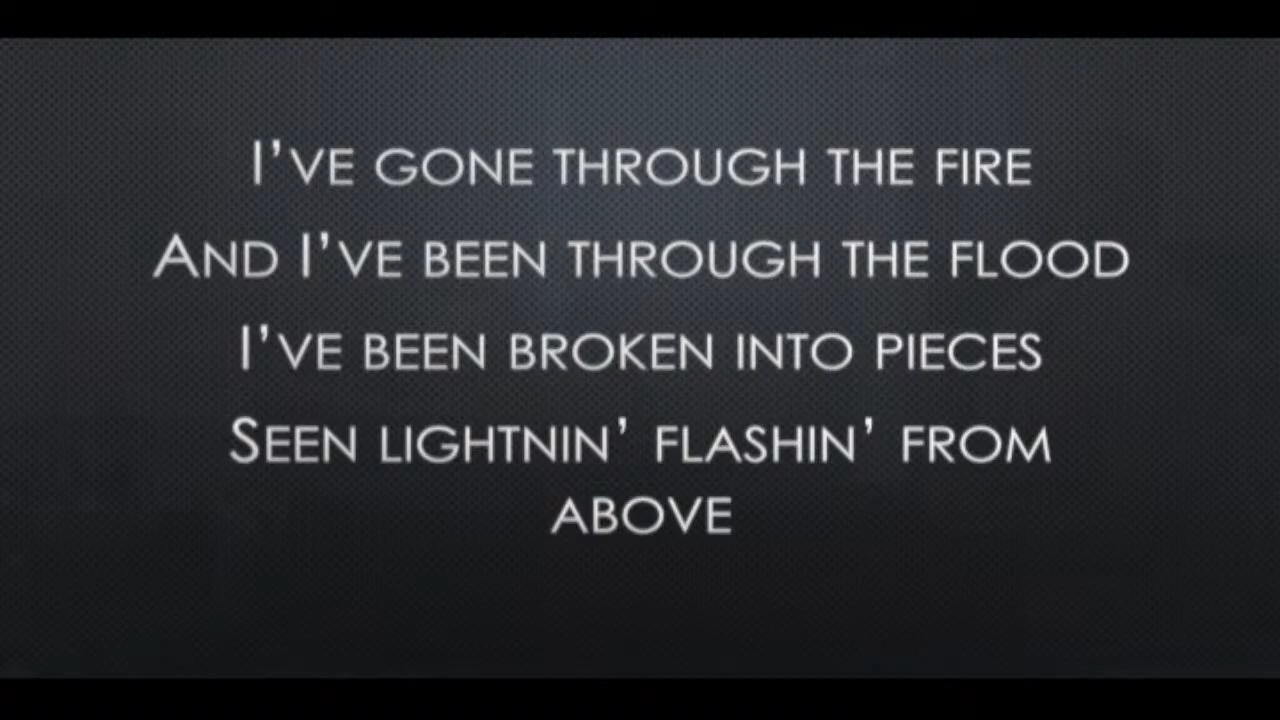 I'VE GONE THROUGH THE FIRE
AND I'VE BEEN THROUGH THE FLOOD
I'VE BEEN BROKEN INTO PIECES
SEEN LIGHTNIN' FLASHIN' FROM
ABOVE